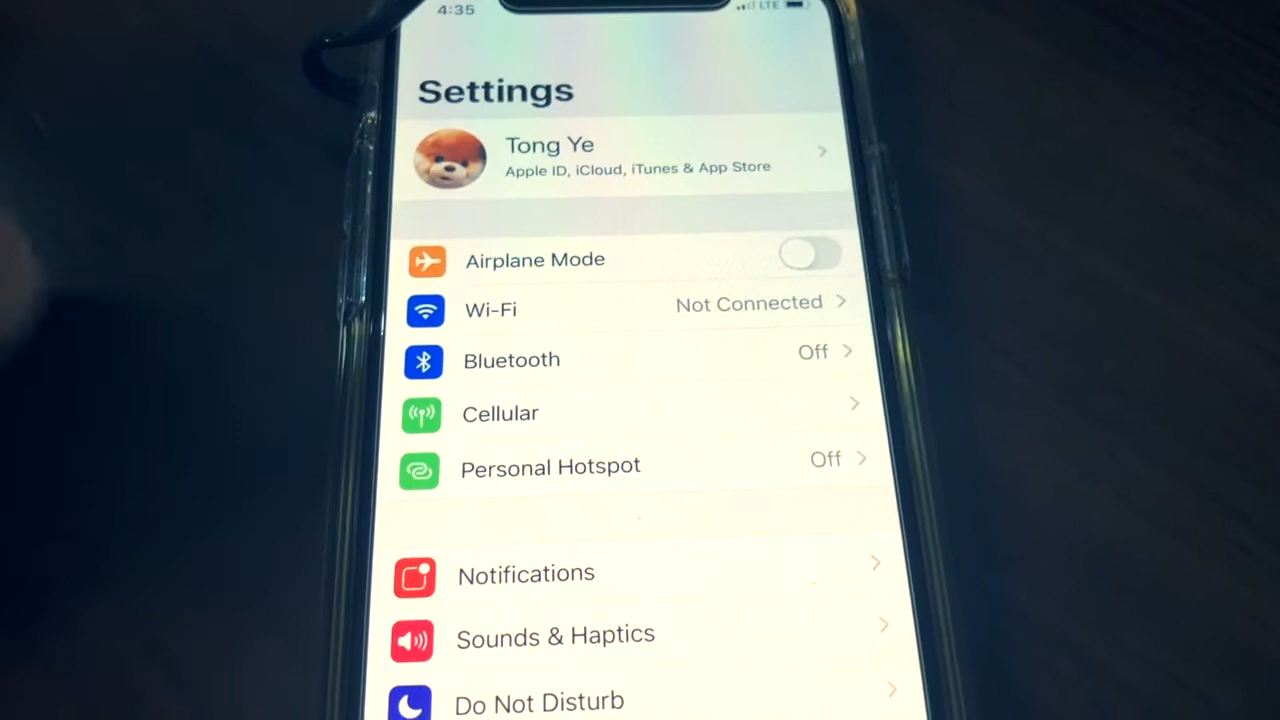 4:35 LTE
Settings
Tong Ye
Apple ID, iCloud, iTunes & App Store
Airplane Mode
Wi-Fi Not Connected
Bluetooth Off
Cellular
Personal Hotspot Off
Notifications
Sounds & Haptics
Do Not Disturb